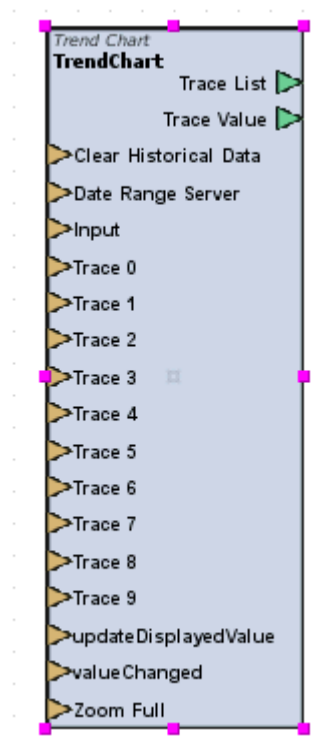 Trend Chart
TrendChart
Trace List
Trace Value
Clear Historical Data
Date Range Server
Input
Trace 0
Trace 1
Trace 2
Trace 3
Trace 4
Trace 5
Trace 6
Trace 7
Trace 8
Trace 9
updateDisplayedValue
valueChanged
Zoom Full